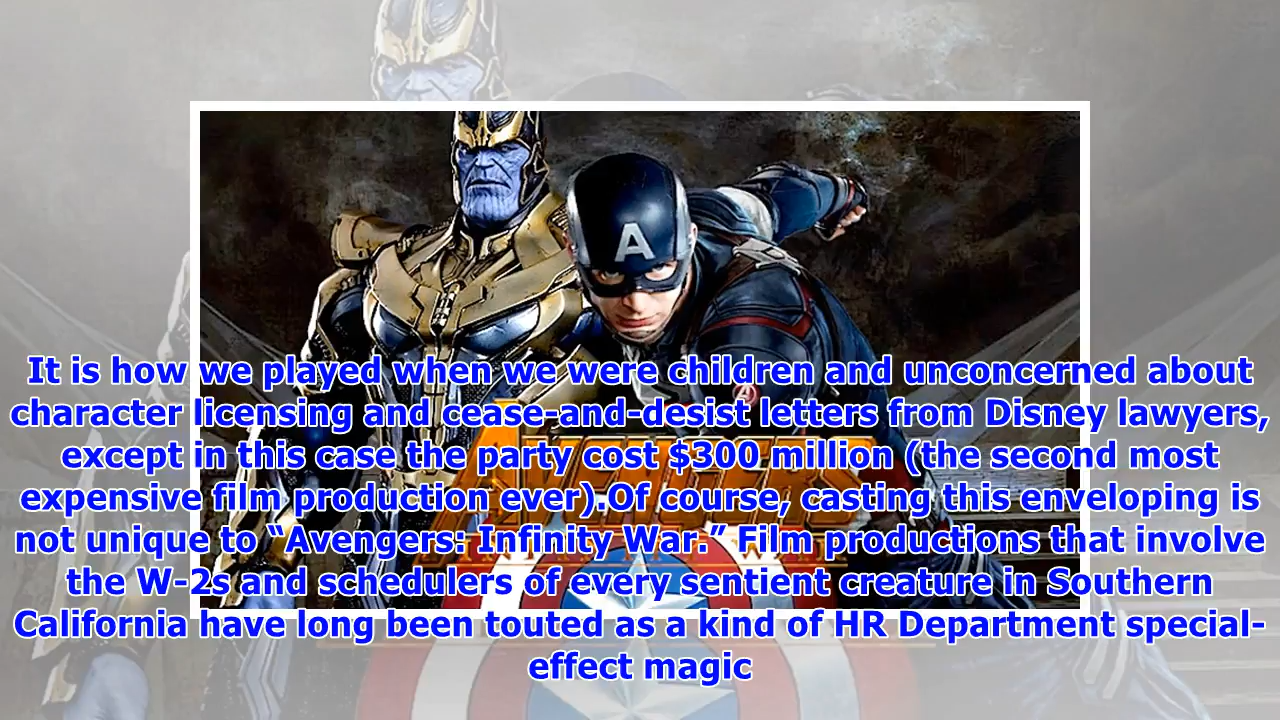 A
It is how we played when we were children and unconcerned about
character licensing and cease-and-desist letters from Disney lawyers,
except in this case the party cost $300 million (the second most
expensive film production ever).Of course, casting this enveloping is
not unique to “Avengers: Infinity War.” Film productions that involve
the W-2s and schedulers of every sentient creature in Southern
California have long been touted as a kind of HR Department special-
effect magic
AVENGERS